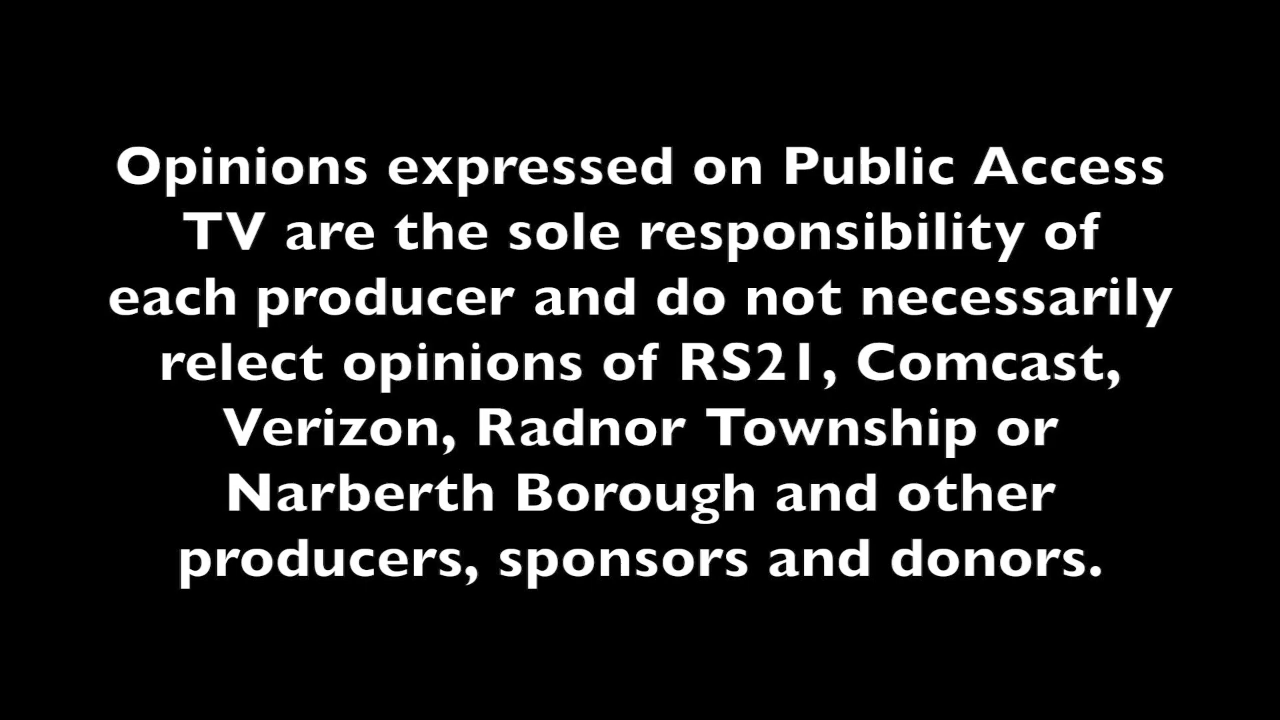 Opinions expressed on Public Access
TV are the sole responsibility of
each producer and do not necessarily
relect opinions of RS21, Comcast,
Verizon, Radnor Township or
Narberth Borough and other
producers, sponsors and donors.